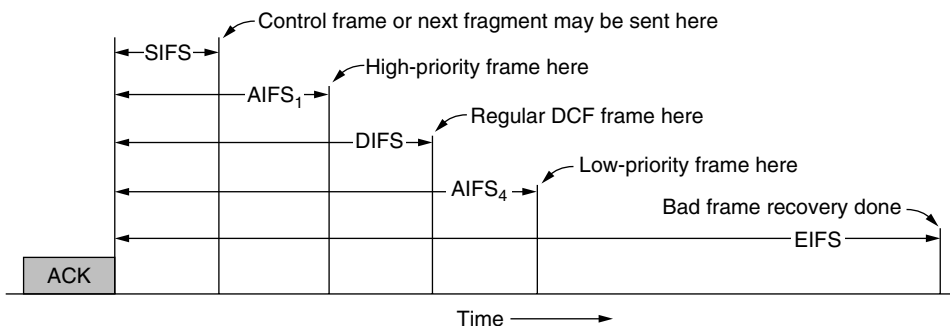 Control frame or next fragment may be sent here
SIFS
High-priority frame here
AIFS1
Regular DCF frame here
DIFS
Low-priority frame here
AIFS4
Bad frame recovery done
EIFS
ACK
Time